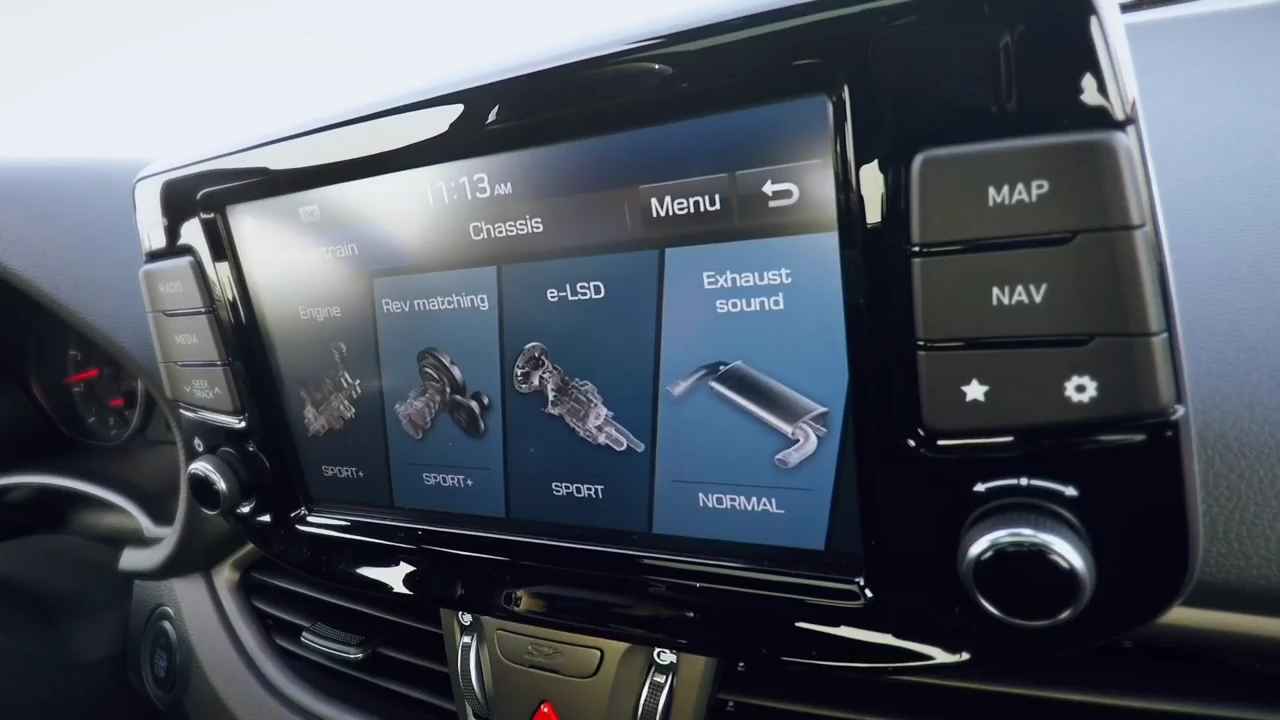 11:13 AM
Menu
Chassis
Engine
Rev matching
e-LSD
Exhaust
sound
SPORT+
SPORT+
SPORT
NORMAL
RADIO
MEDIA
SEEK
TRACK
MAP
NAV